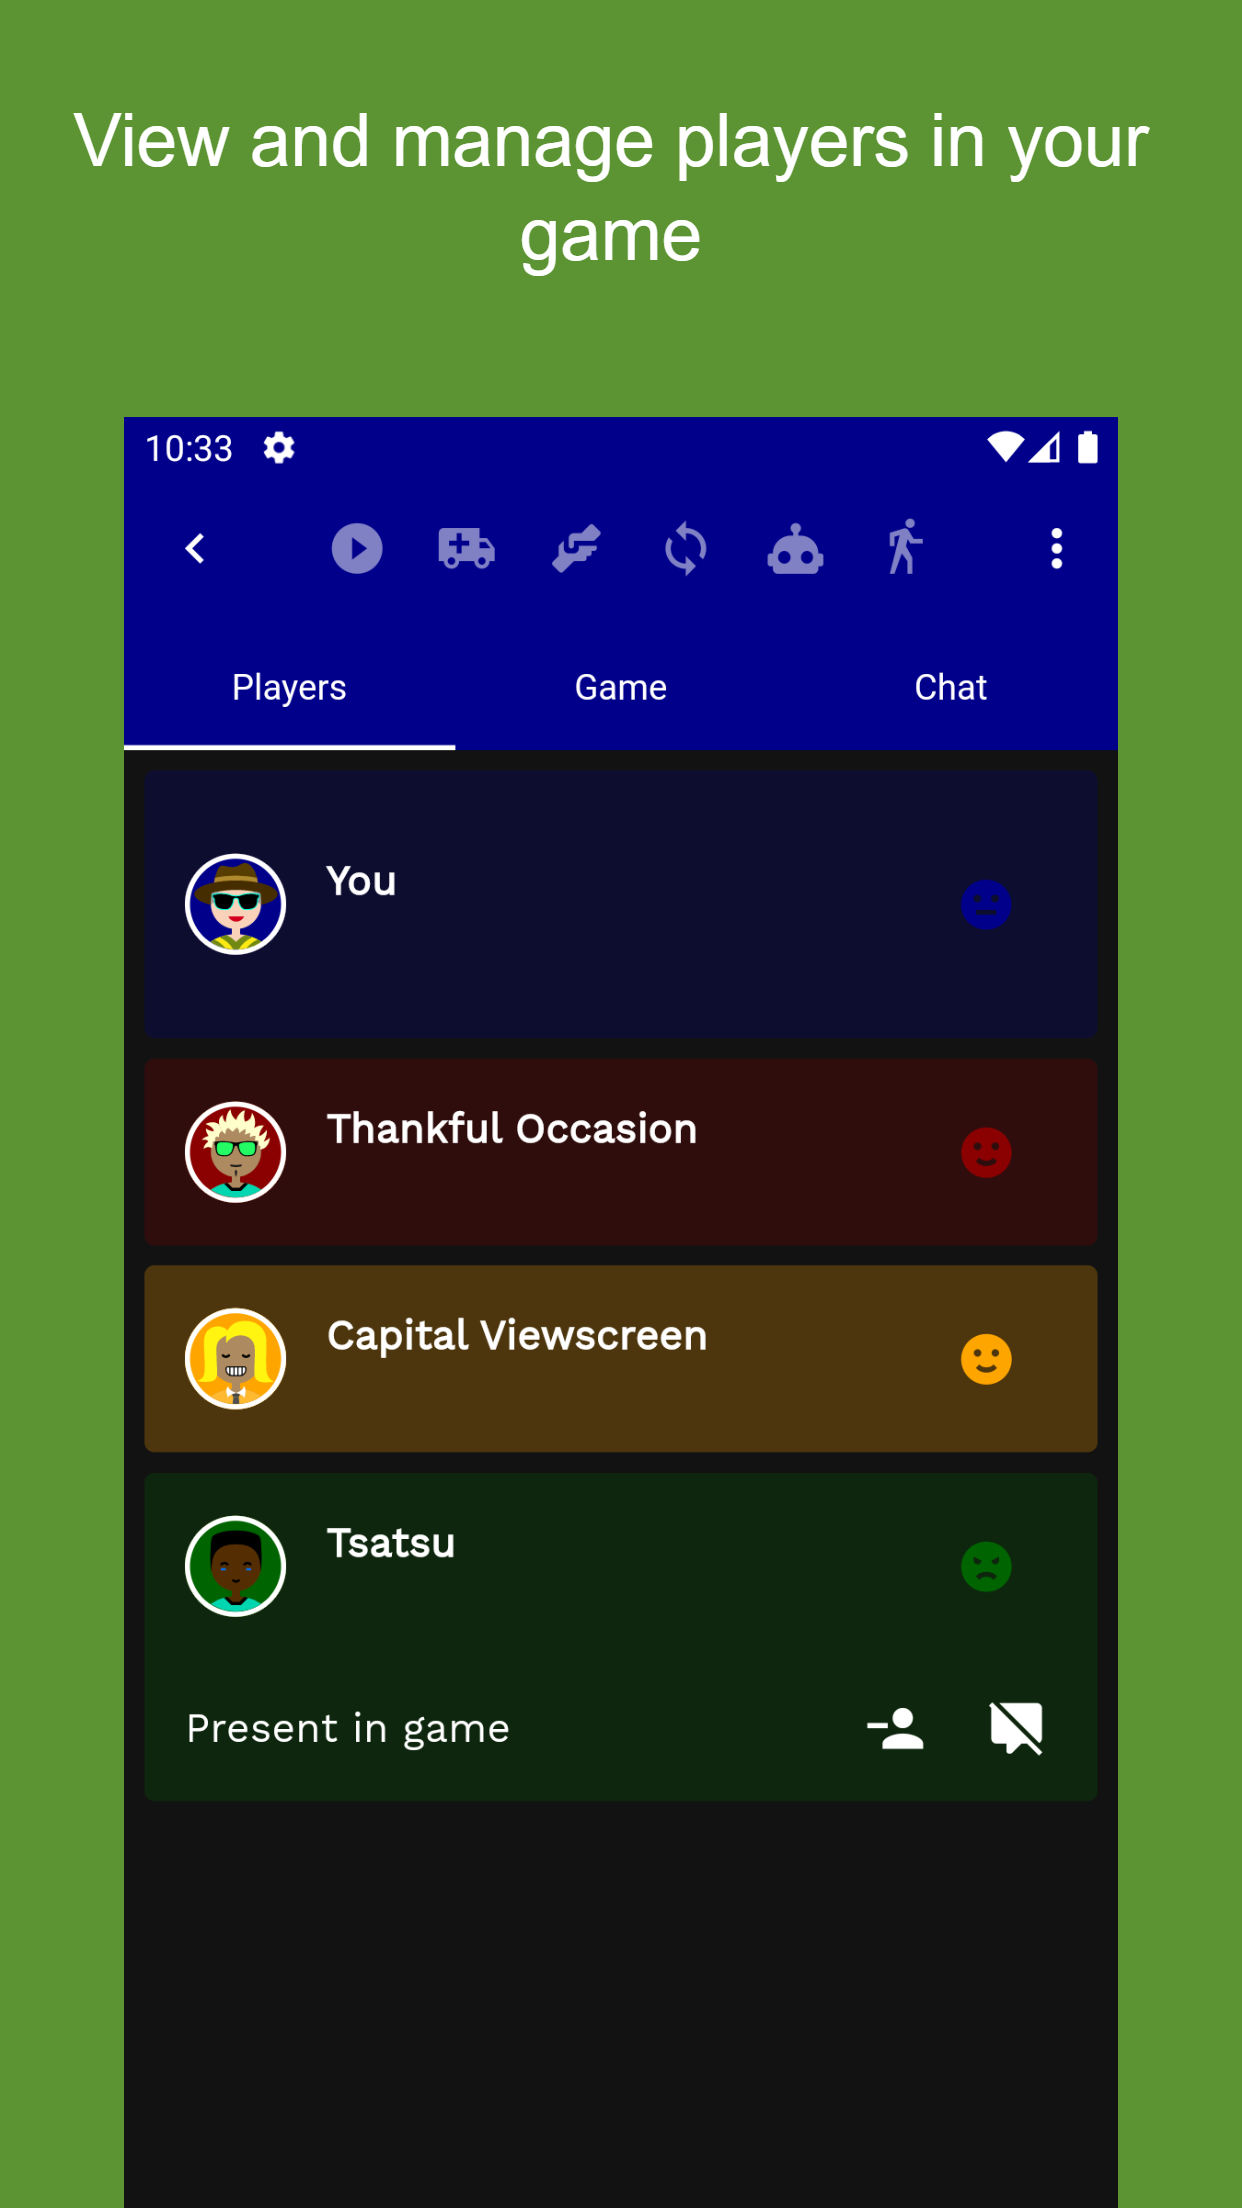 View and manage players in your
game
10:33
Players Game Chat
You
Thankful Occasion
Capital Viewscreen
Tsatsu
Present in game